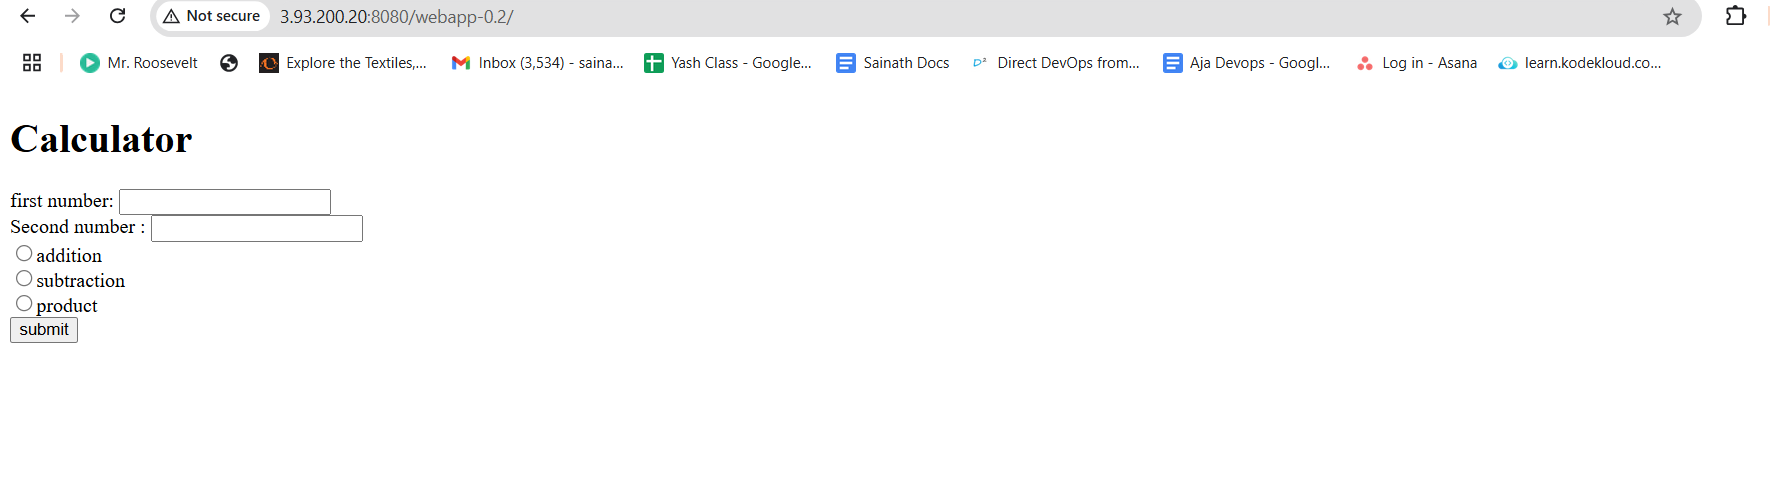 Not secure 3.93.200.20:8080/webapp-0.2/
Mr. Roosevelt Explore the Textiles,... Inbox (3,534) - saina... Yash Class - Google... Sainath Docs D² Direct DevOps from... Aja Devops - Googl... Log in - Asana learn.kodekloud.co...
Calculator
first number:
Second number :
addition
subtraction
product
submit